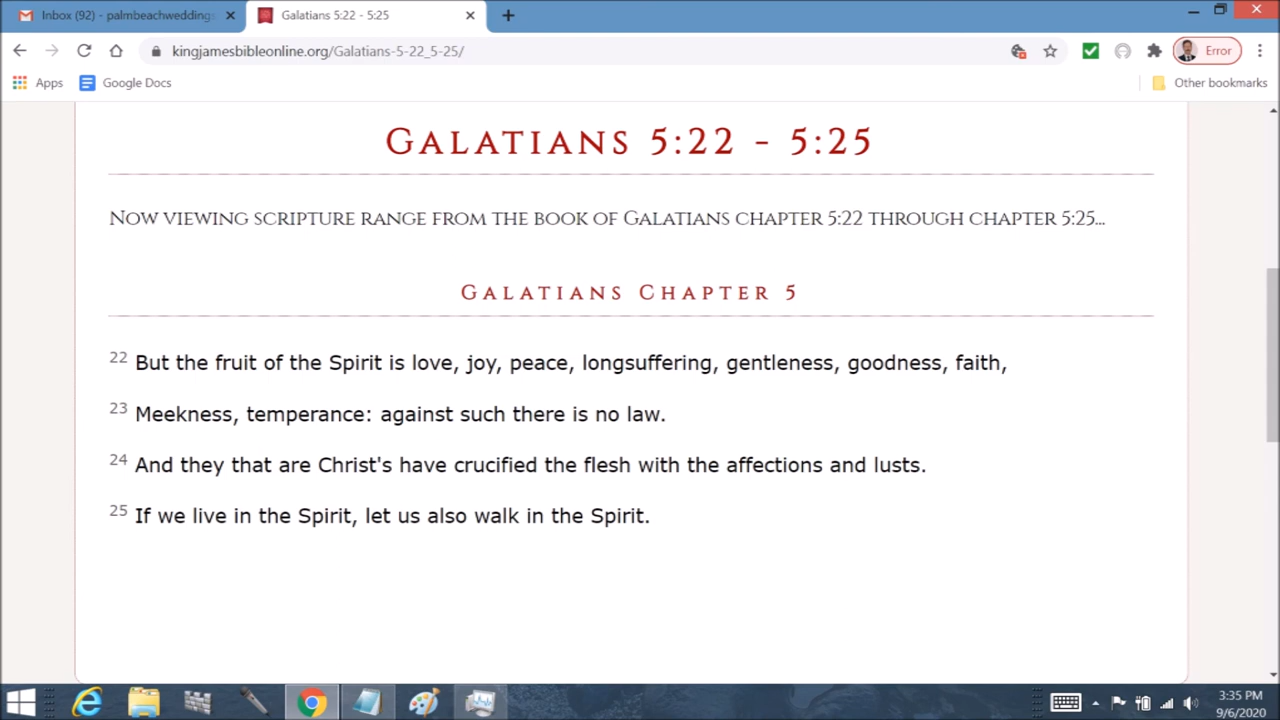 Inbox (92) - palmbeachwedding
Galatians 5:22 - 5:25
kingjamesbibleonline.org/Galatians-5-22_5-25/
Error
Apps
Google Docs
Other bookmarks
Galatians 5:22 - 5:25
Now viewing scripture range from the book of Galatians chapter 5:22 through chapter 5:25...
Galatians Chapter 5
22 But the fruit of the Spirit is love, joy, peace, longsuffering, gentleness, goodness, faith,
23 Meekness, temperance: against such there is no law.
24 And they that are Christ's have crucified the flesh with the affections and lusts.
25 If we live in the Spirit, let us also walk in the Spirit.
3:35 PM
9/6/2020